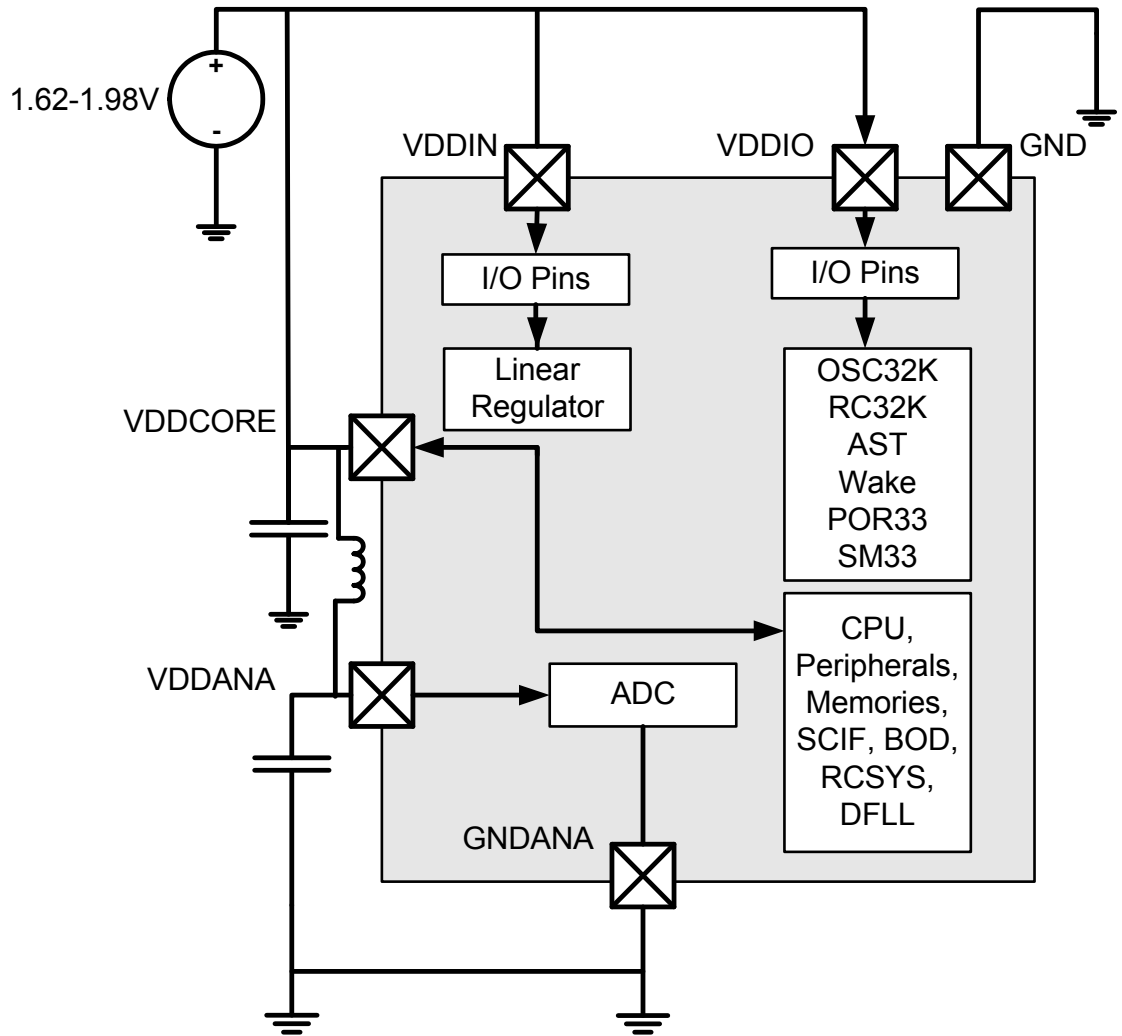 +
1.62-1.98V
-
VDDIN
VDDIO
GND
I/O Pins
I/O Pins
Linear
Regulator
OSC32K
RC32K
AST
Wake
POR33
SM33
VDDCORE
CPU,
Peripherals,
Memories,
SCIF, BOD,
RCSYS,
DFLL
VDDANA
ADC
GNDANA